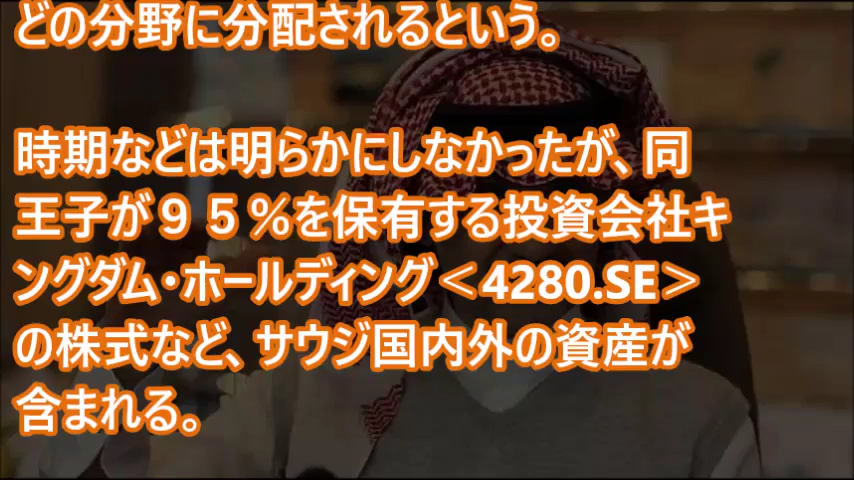 どの分野に分配されるという。
時期などは明らかにしなかったが、同
王子が９５％を保有する投資会社キ
ングダム・ホールディング＜4280.SE＞
の株式など、サウジ国内外の資産が
含まれる。